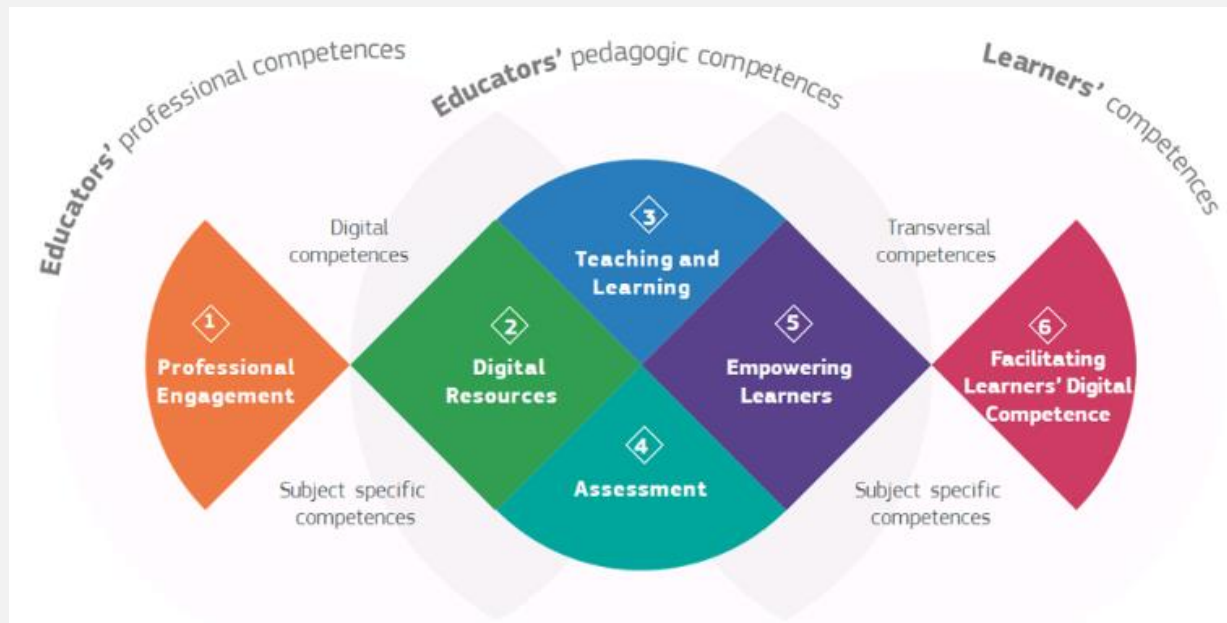 Educators' professional competences
Educators' pedagogic competences
Learners' competences
Digital
competences
Transversal
competences
1
Professional
Engagement
2
Digital
Resources
3
Teaching and
Learning
4
Assessment
5
Empowering
Learners
6
Facilitating
Learners' Digital
Competence
Subject specific
competences
Subject specific
competences